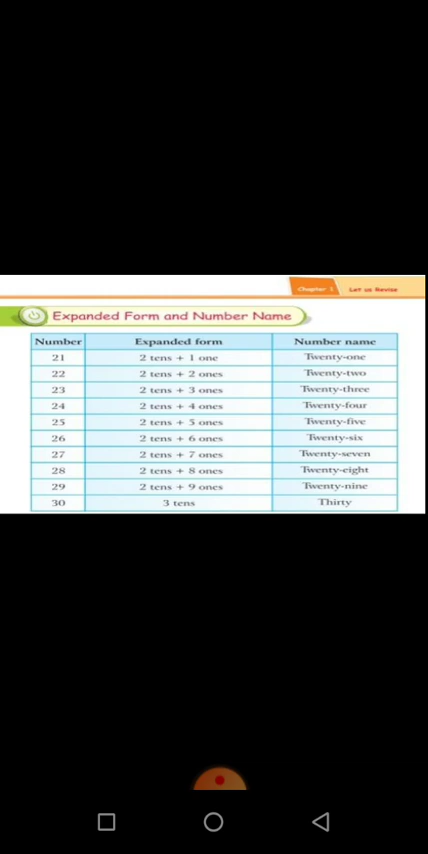 Chapter 1 Let us Revise
Expanded Form and Number Name
Number Expanded form Number name
21 2 tens + 1 one Twenty-one
22 2 tens + 2 ones Twenty-two
23 2 tens + 3 ones Twenty-three
24 2 tens + 4 ones Twenty-four
25 2 tens + 5 ones Twenty-five
26 2 tens + 6 ones Twenty-six
27 2 tens + 7 ones Twenty-seven
28 2 tens + 8 ones Twenty-eight
29 2 tens + 9 ones Twenty-nine
30 3 tens Thirty